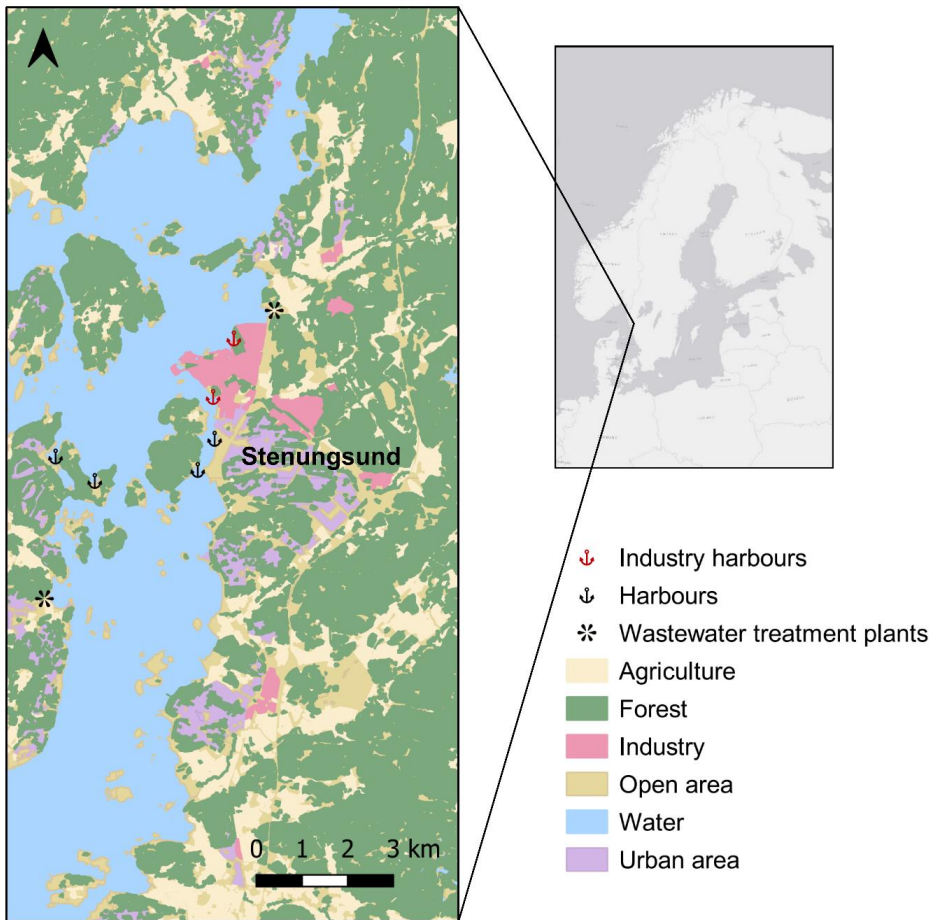 Stenungsund
0 1 2 3 km
Industry harbours
Harbours
Wastewater treatment plants
Agriculture
Forest
Industry
Open area
Water
Urban area